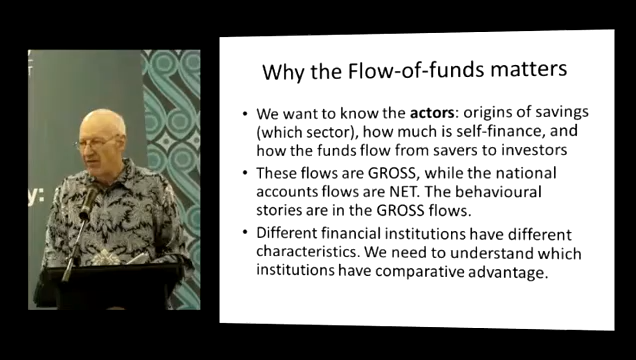 Why the Flow-of-funds matters
• We want to know the actors: origins of savings
(which sector), how much is self-finance, and
how the funds flow from savers to investors
• These flows are GROSS, while the national
accounts flows are NET. The behavioural
stories are in the GROSS flows.
• Different financial institutions have different
characteristics. We need to understand which
institutions have comparative advantage.